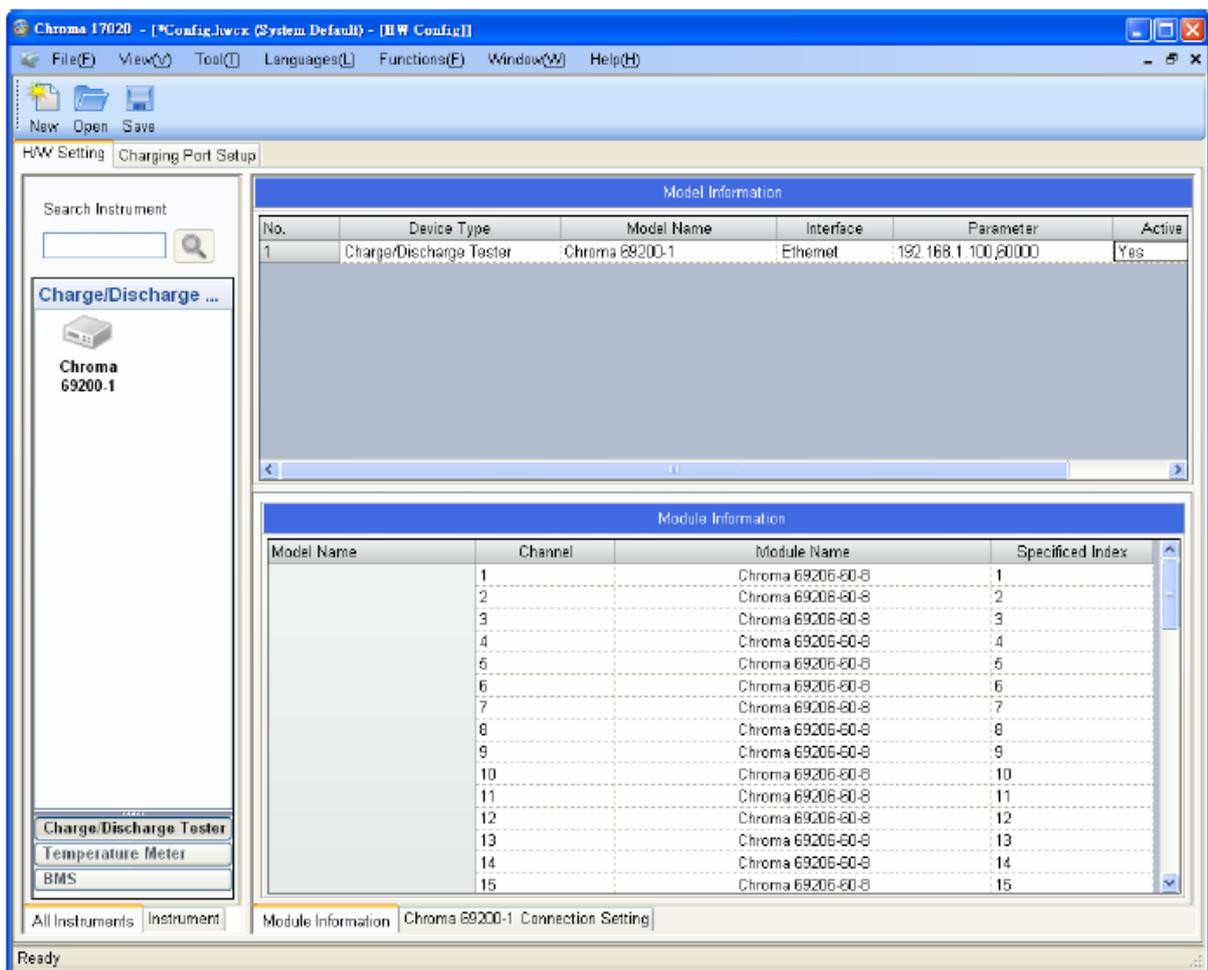 Chroma 17020 - [*Config.hwcx (System Default) - [HW Config]]
File(F) View(V) Tool(T) Languages(L) Functions(F) Window(W) Help(H)
New Open Save
H/W Setting Charging Port Setup
Search Instrument
Charge/Discharge ...
Chroma
69200-1
Charge/Discharge Tester
Temperature Meter
BMS
All Instruments Instrument
Model Information
No. Device Type Model Name Interface Parameter Active
1 Charge/Discharge Tester Chroma 69200-1 Ethernet 192.168.1.100,60000 Yes
Module Information
Model Name Channel Module Name Specificed Index
1 Chroma 69206-60-8 1
2 Chroma 69206-60-8 2
3 Chroma 69206-60-8 3
4 Chroma 69206-60-8 4
5 Chroma 69206-60-8 5
6 Chroma 69206-60-8 6
7 Chroma 69206-60-8 7
8 Chroma 69206-60-8 8
9 Chroma 69206-60-8 9
10 Chroma 69206-60-8 10
11 Chroma 69206-60-8 11
12 Chroma 69206-60-8 12
13 Chroma 69206-60-8 13
14 Chroma 69206-60-8 14
15 Chroma 69206-60-8 15
Module Information Chroma 69200-1 Connection Setting
Ready